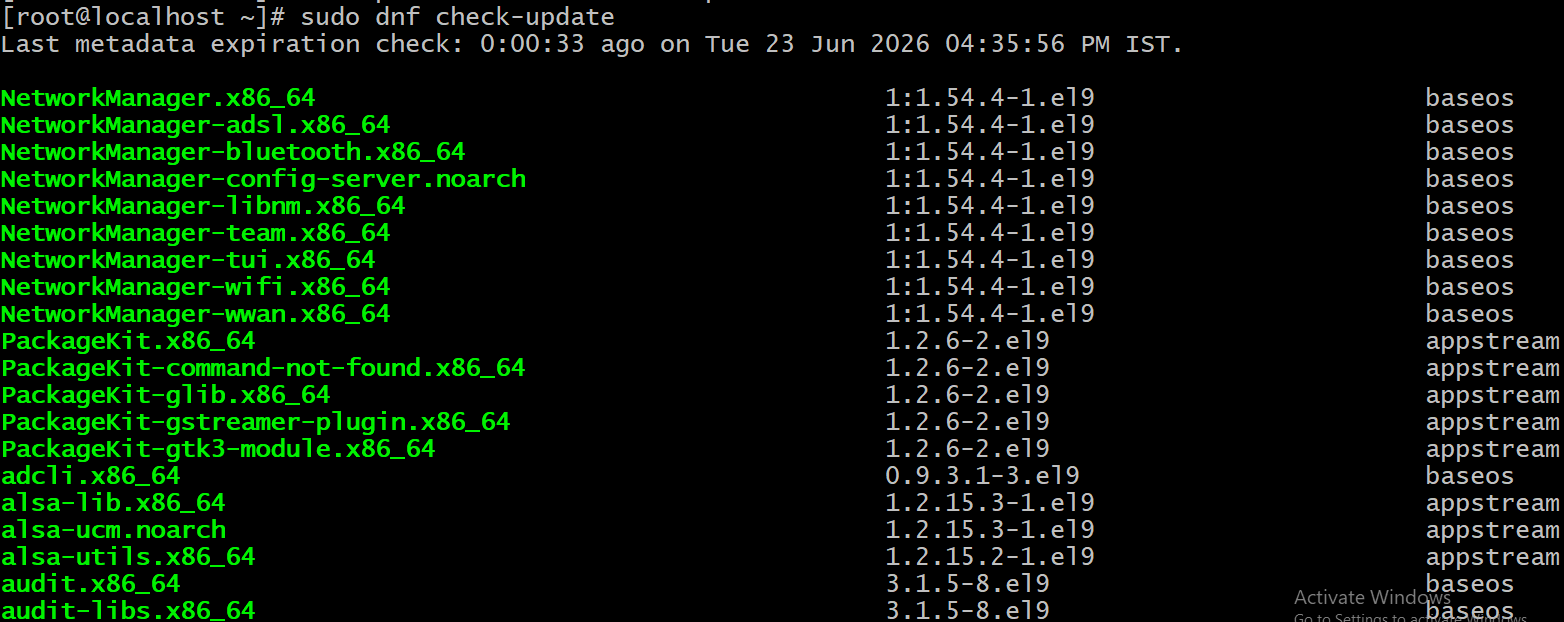 [root@localhost ~]# sudo dnf check-update
Last metadata expiration check: 0:00:33 ago on Tue 23 Jun 2026 04:35:56 PM IST.
NetworkManager.x86_64 1:1.54.4-1.el9 baseos
NetworkManager-adsl.x86_64 1:1.54.4-1.el9 baseos
NetworkManager-bluetooth.x86_64 1:1.54.4-1.el9 baseos
NetworkManager-config-server.noarch 1:1.54.4-1.el9 baseos
NetworkManager-libnm.x86_64 1:1.54.4-1.el9 baseos
NetworkManager-team.x86_64 1:1.54.4-1.el9 baseos
NetworkManager-tui.x86_64 1:1.54.4-1.el9 baseos
NetworkManager-wifi.x86_64 1:1.54.4-1.el9 baseos
NetworkManager-wwan.x86_64 1:1.54.4-1.el9 baseos
PackageKit.x86_64 1.2.6-2.el9 appstream
PackageKit-command-not-found.x86_64 1.2.6-2.el9 appstream
PackageKit-glib.x86_64 1.2.6-2.el9 appstream
PackageKit-gstreamer-plugin.x86_64 1.2.6-2.el9 appstream
PackageKit-gtk3-module.x86_64 1.2.6-2.el9 appstream
adcli.x86_64 0.9.3.1-3.el9 baseos
alsa-lib.x86_64 1.2.15.3-1.el9 appstream
alsa-ucm.noarch 1.2.15.3-1.el9 appstream
alsa-utils.x86_64 1.2.15.2-1.el9 appstream
audit.x86_64 3.1.5-8.el9 baseos
audit-libs.x86_64 3.1.5-8.el9 baseos
Activate Windows
Go to Settings to activate Windows.